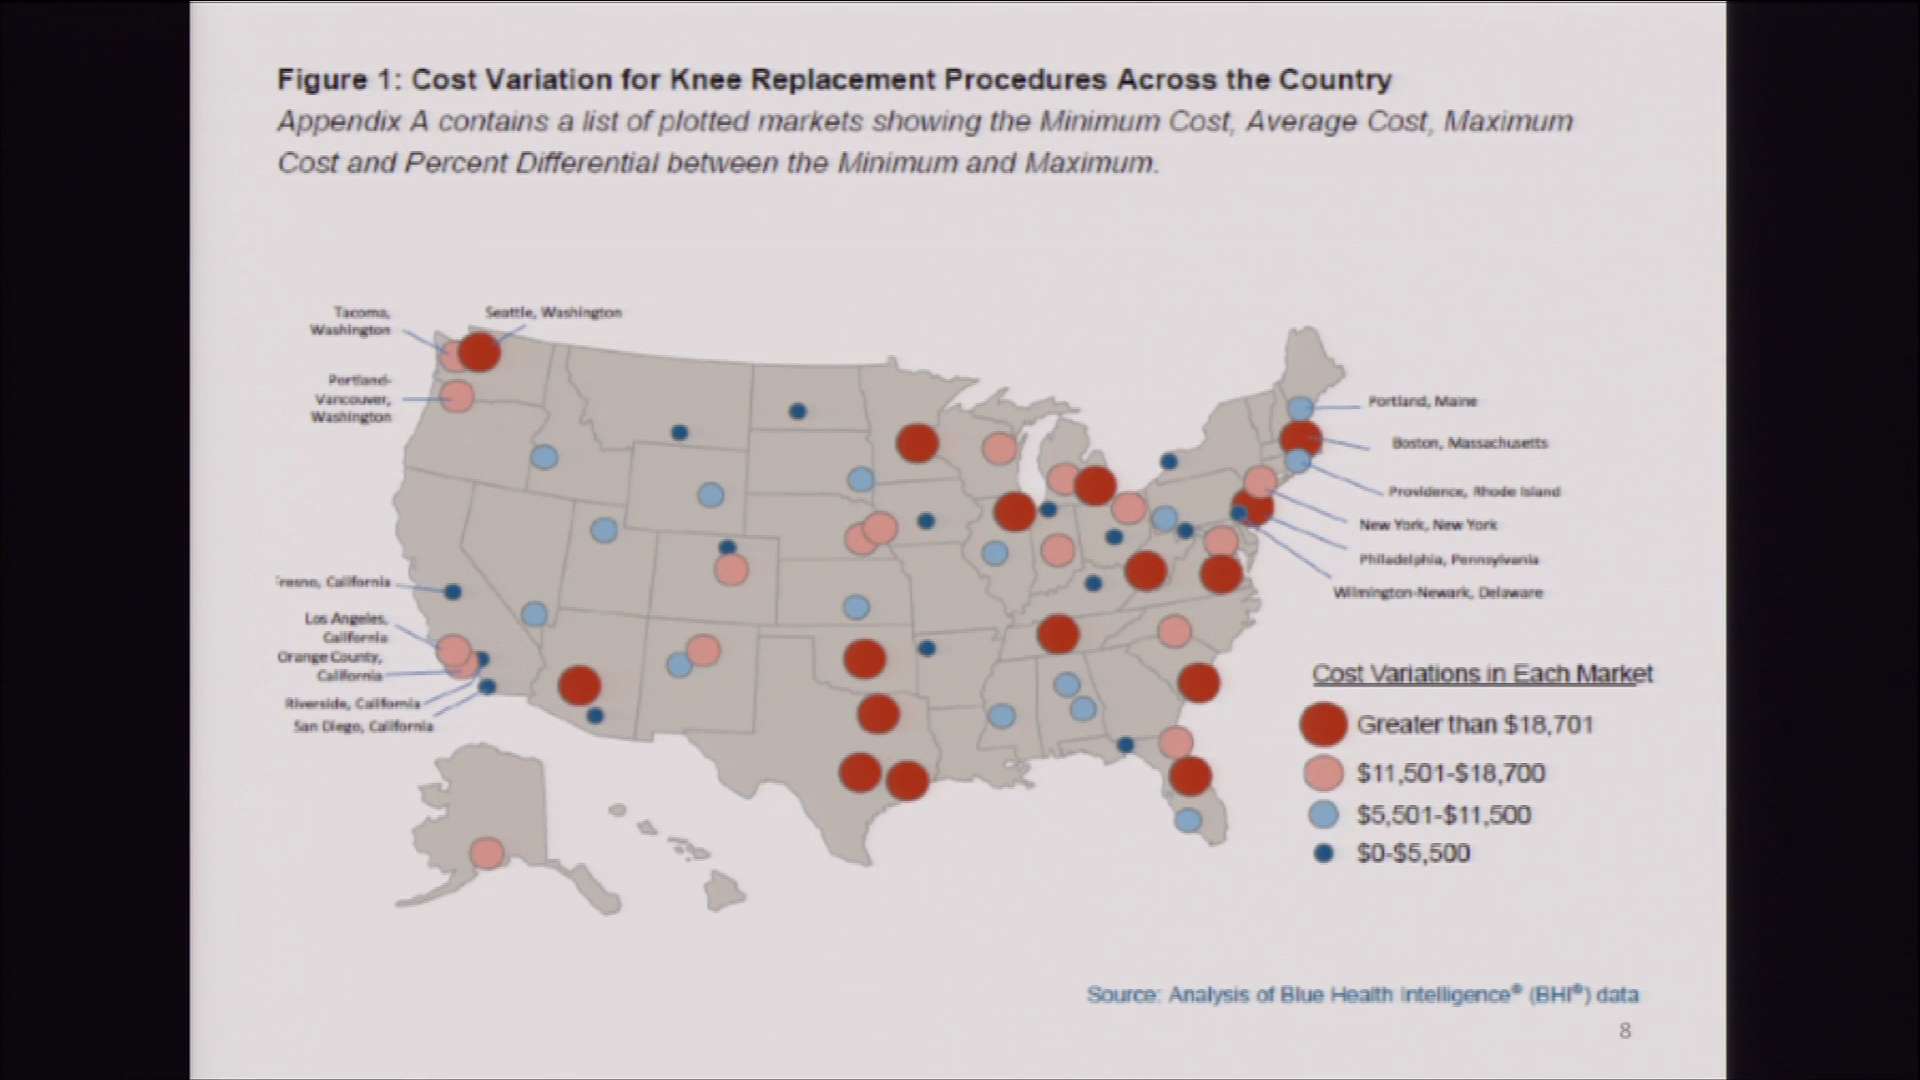 Figure 1: Cost Variation for Knee Replacement Procedures Across the Country
Appendix A contains a list of plotted markets showing the Minimum Cost, Average Cost, Maximum
Cost and Percent Differential between the Minimum and Maximum.
Tacoma,
Washington
Seattle, Washington
Portland-
Vancouver,
Washington
Fresno, California
Los Angeles,
California
Orange County,
California
Riverside, California
San Diego, California
Portland, Maine
Boston, Massachusetts
Providence, Rhode Island
New York, New York
Philadelphia, Pennsylvania
Wilmington-Newark, Delaware
Cost Variations in Each Market
Greater than $18,701
$11,501-$18,700
$5,501-$11,500
$0-$5,500
Source: Analysis of Blue Health Intelligence® (BHI®) data
8